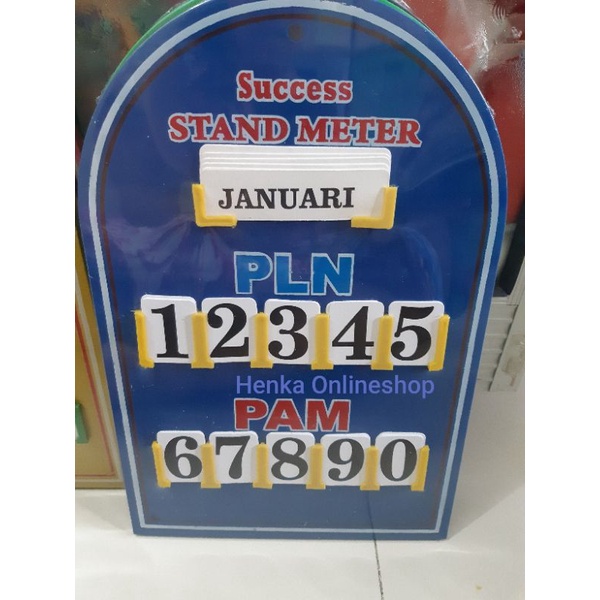 Success
STAND METER
JANUARI
PLN
12345
Henka Onlineshop
PAM
67890